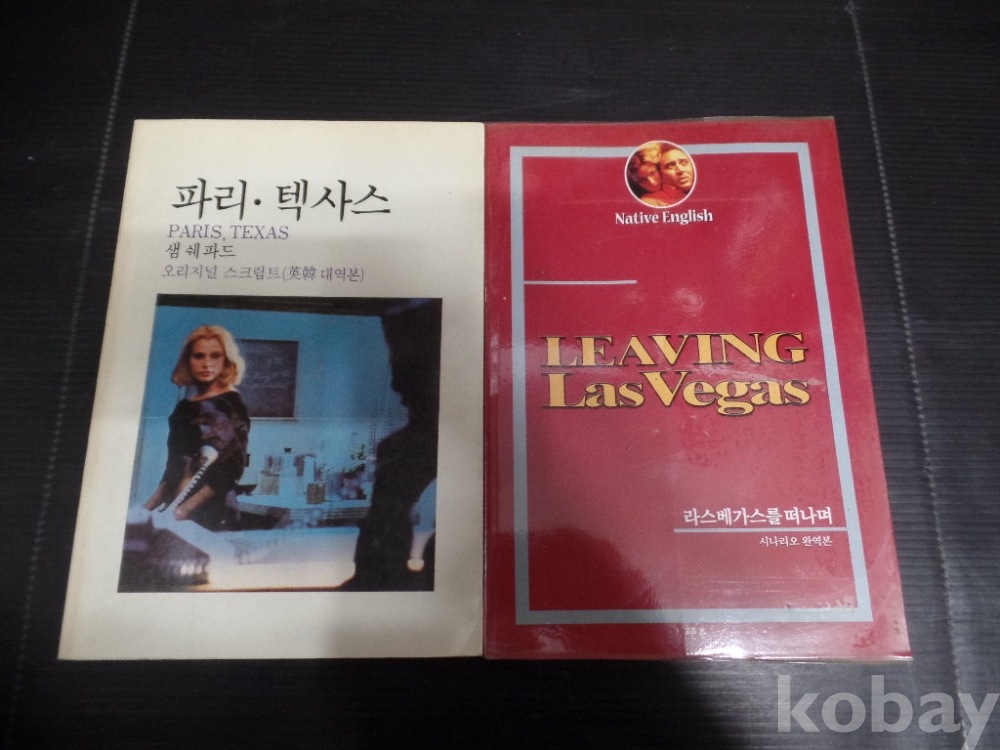 파리·텍사스
PARIS, TEXAS
샘 쉐파드
오리지널 스크립트(英韓 대역본)
Native English
LEAVING
Las Vegas
라스베가스를 떠나며
시나리오 완역본
kobay